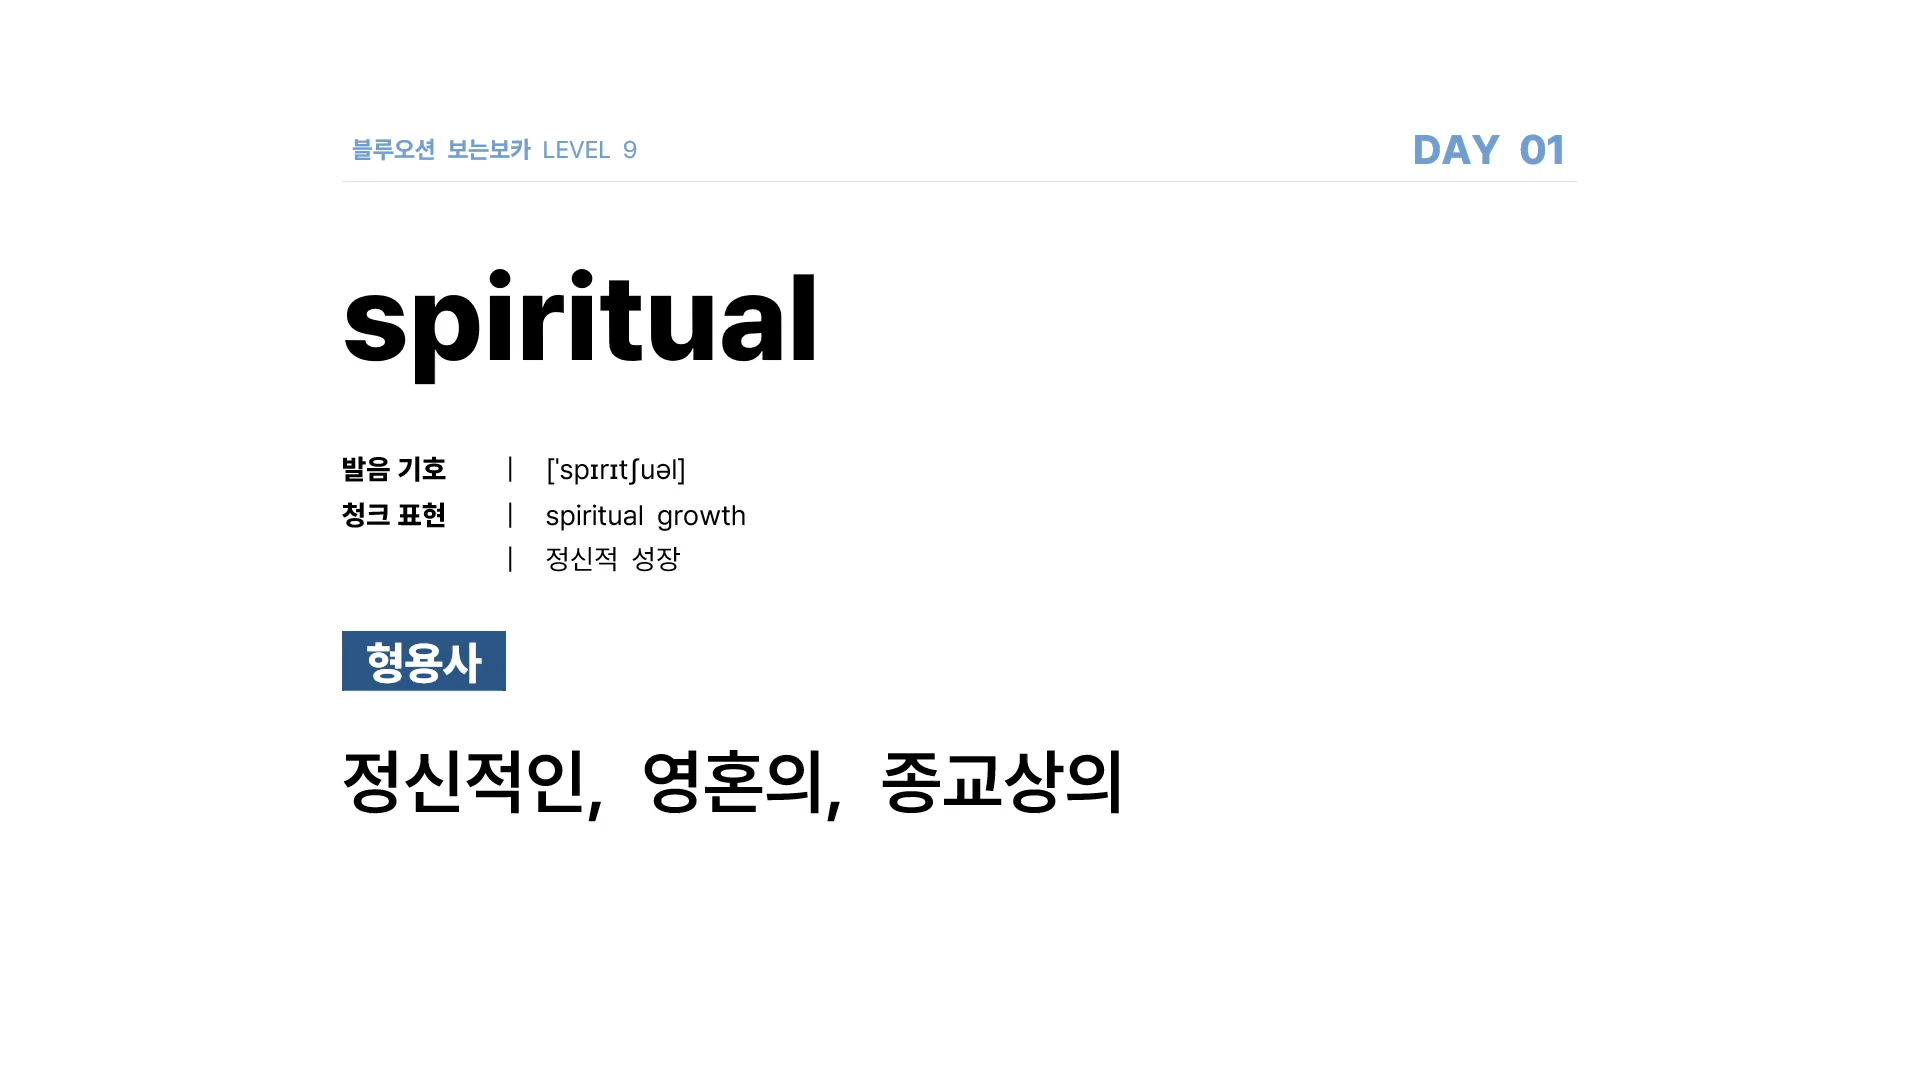 블루오션 보는보카 LEVEL 9
DAY 01
spiritual
발음 기호 | [ˈspɪrɪtʃuəl]
청크 표현 | spiritual growth
| 정신적 성장
형용사
정신적인, 영혼의, 종교상의